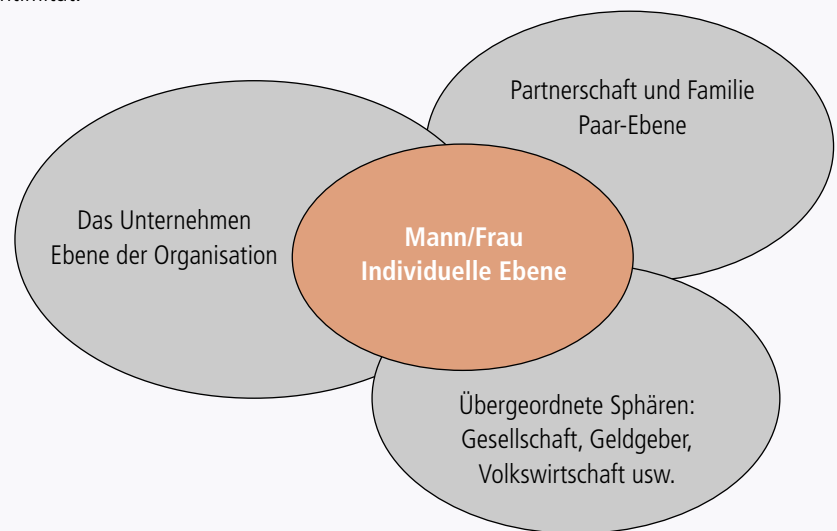 Partnerschaft und Familie
Paar-Ebene
Das Unternehmen
Ebene der Organisation
Mann/Frau
Individuelle Ebene
Übergeordnete Sphären:
Gesellschaft, Geldgeber,
Volkswirtschaft usw.